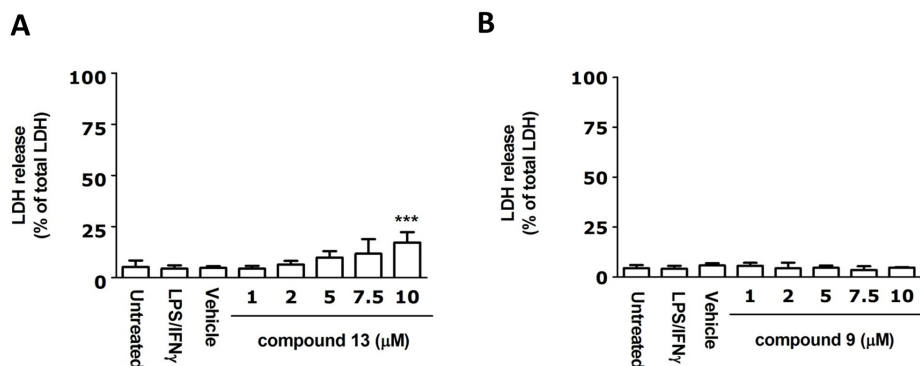 A
LDH release
(% of total LDH)
100
75
50
25
0
***
Untreated
LPS/IFNγ
Vehicle
1 2 5 7.5 10
compound 13 (μM)
B
LDH release
(% of total LDH)
100
75
50
25
0
Untreated
LPS/IFNγ
Vehicle
1 2 5 7.5 10
compound 9 (μM)